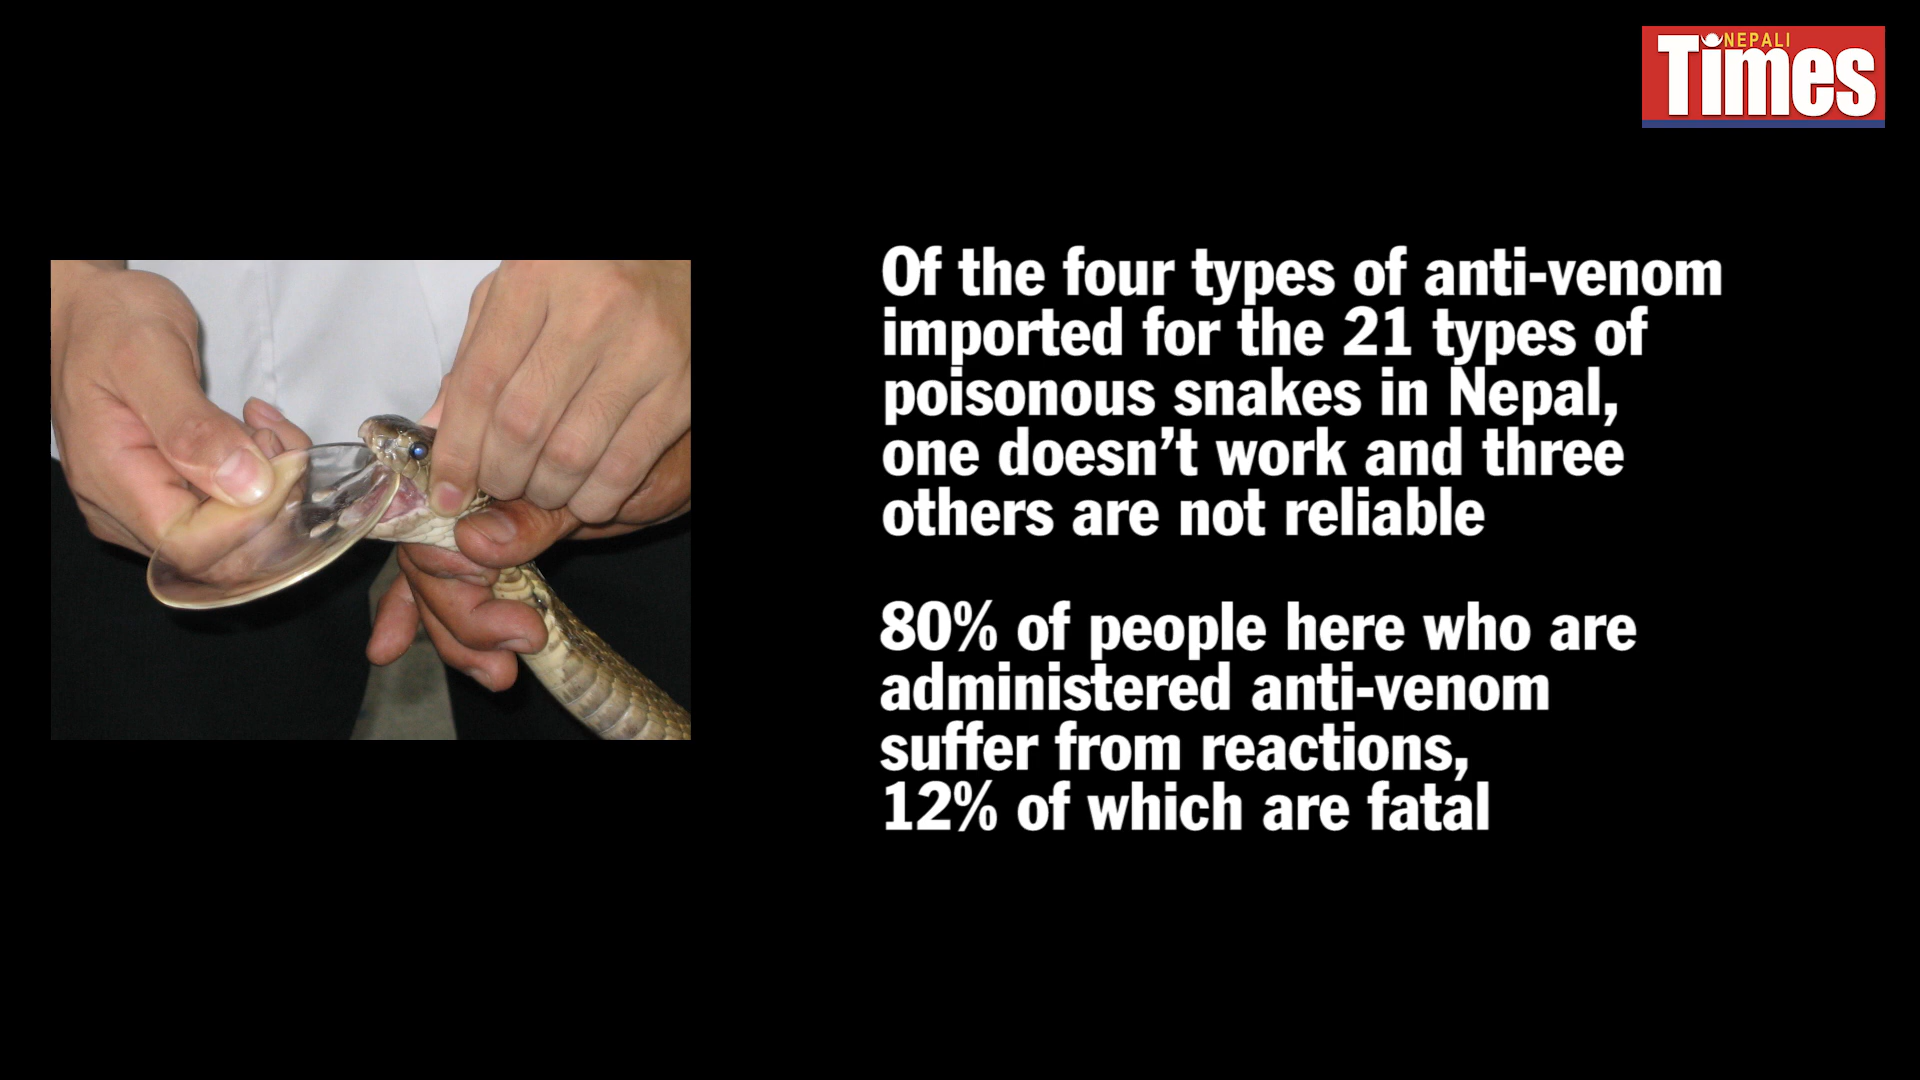 NEPALI
Times
Of the four types of anti-venom
imported for the 21 types of
poisonous snakes in Nepal,
one doesn’t work and three
others are not reliable
80% of people here who are
administered anti-venom
suffer from reactions,
12% of which are fatal